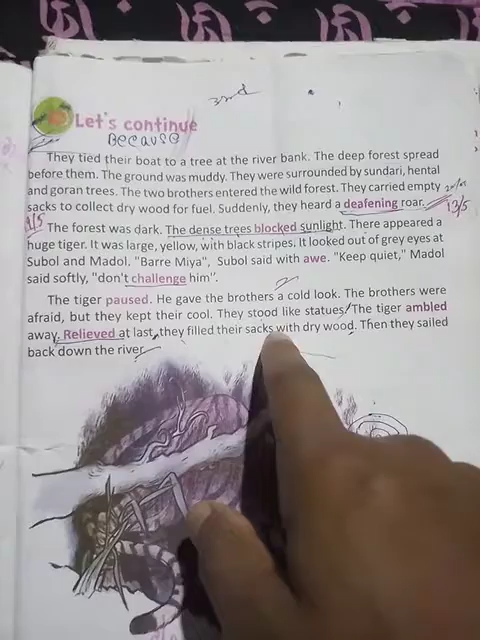 3rd
Let's continue
Because
They tied their boat to a tree at the river bank. The deep forest spread
before them. The ground was muddy. They were surrounded by sundari, hental
and goran trees. The two brothers entered the wild forest. They carried empty
sacks to collect dry wood for fuel. Suddenly, they heard a deafening roar.
13/5
The forest was dark. The dense trees blocked sunlight. There appeared a
huge tiger. It was large, yellow, with black stripes. It looked out of grey eyes at
Subol and Madol. "Barre Miya", Subol said with awe. "Keep quiet," Madol
said softly, "don't challenge him".
The tiger paused. He gave the brothers a cold look. The brothers were
afraid, but they kept their cool. They stood like statues. The tiger ambled
away. Relieved at last, they filled their sacks with dry wood. Then they sailed
back down the river.